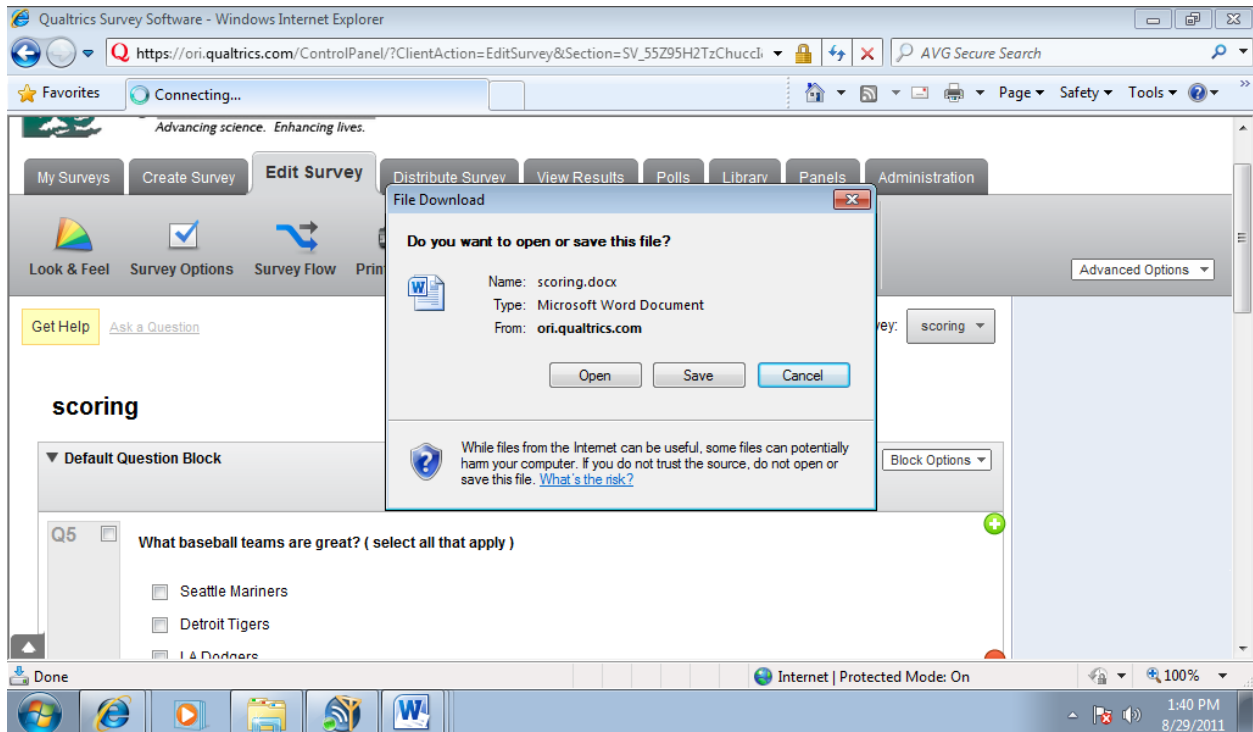 Qualtrics Survey Software - Windows Internet Explorer
https://ori.qualtrics.com/ControlPanel/?ClientAction=EditSurvey&Section=SV_55Z95H2TzChuccI
AVG Secure Search
Favorites
Connecting...
Page
Safety
Tools
Advancing science. Enhancing lives.
My Surveys
Create Survey
Edit Survey
Distribute Survey
View Results
Polls
Library
Panels
Administration
File Download
Do you want to open or save this file?
Name: scoring.docx
Type: Microsoft Word Document
From: ori.qualtrics.com
Open
Save
Cancel
While files from the Internet can be useful, some files can potentially
harm your computer. If you do not trust the source, do not open or
save this file. What's the risk?
Look & Feel
Survey Options
Survey Flow
Prin
Advanced Options
Get Help
Ask a Question
vey:
scoring
scoring
Default Question Block
Block Options
Q5
What baseball teams are great? ( select all that apply )
Seattle Mariners
Detroit Tigers
LA Dodgers
Done
Internet | Protected Mode: On
100%
1:40 PM
8/29/2011